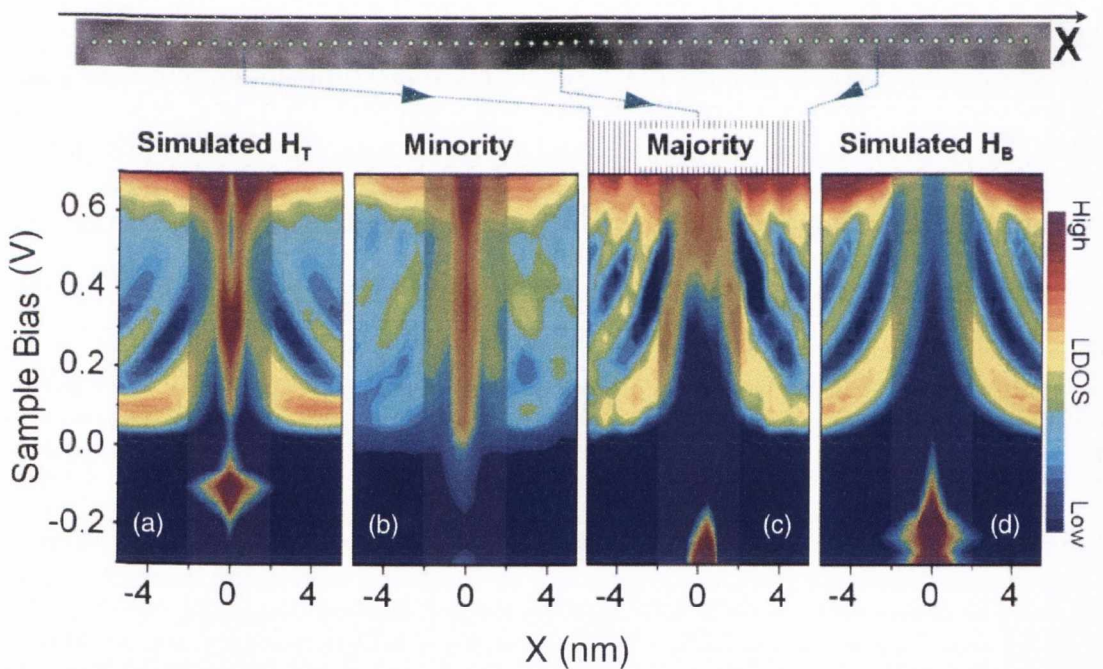 X
Simulated H_T
Minority
Majority
Simulated H_B
Sample Bias (V)
0.6
0.4
0.2
0.0
-0.2
(a)
(b)
(c)
(d)
High
LDOS
Low
-4 0 4
-4 0 4
-4 0 4
-4 0 4
X (nm)